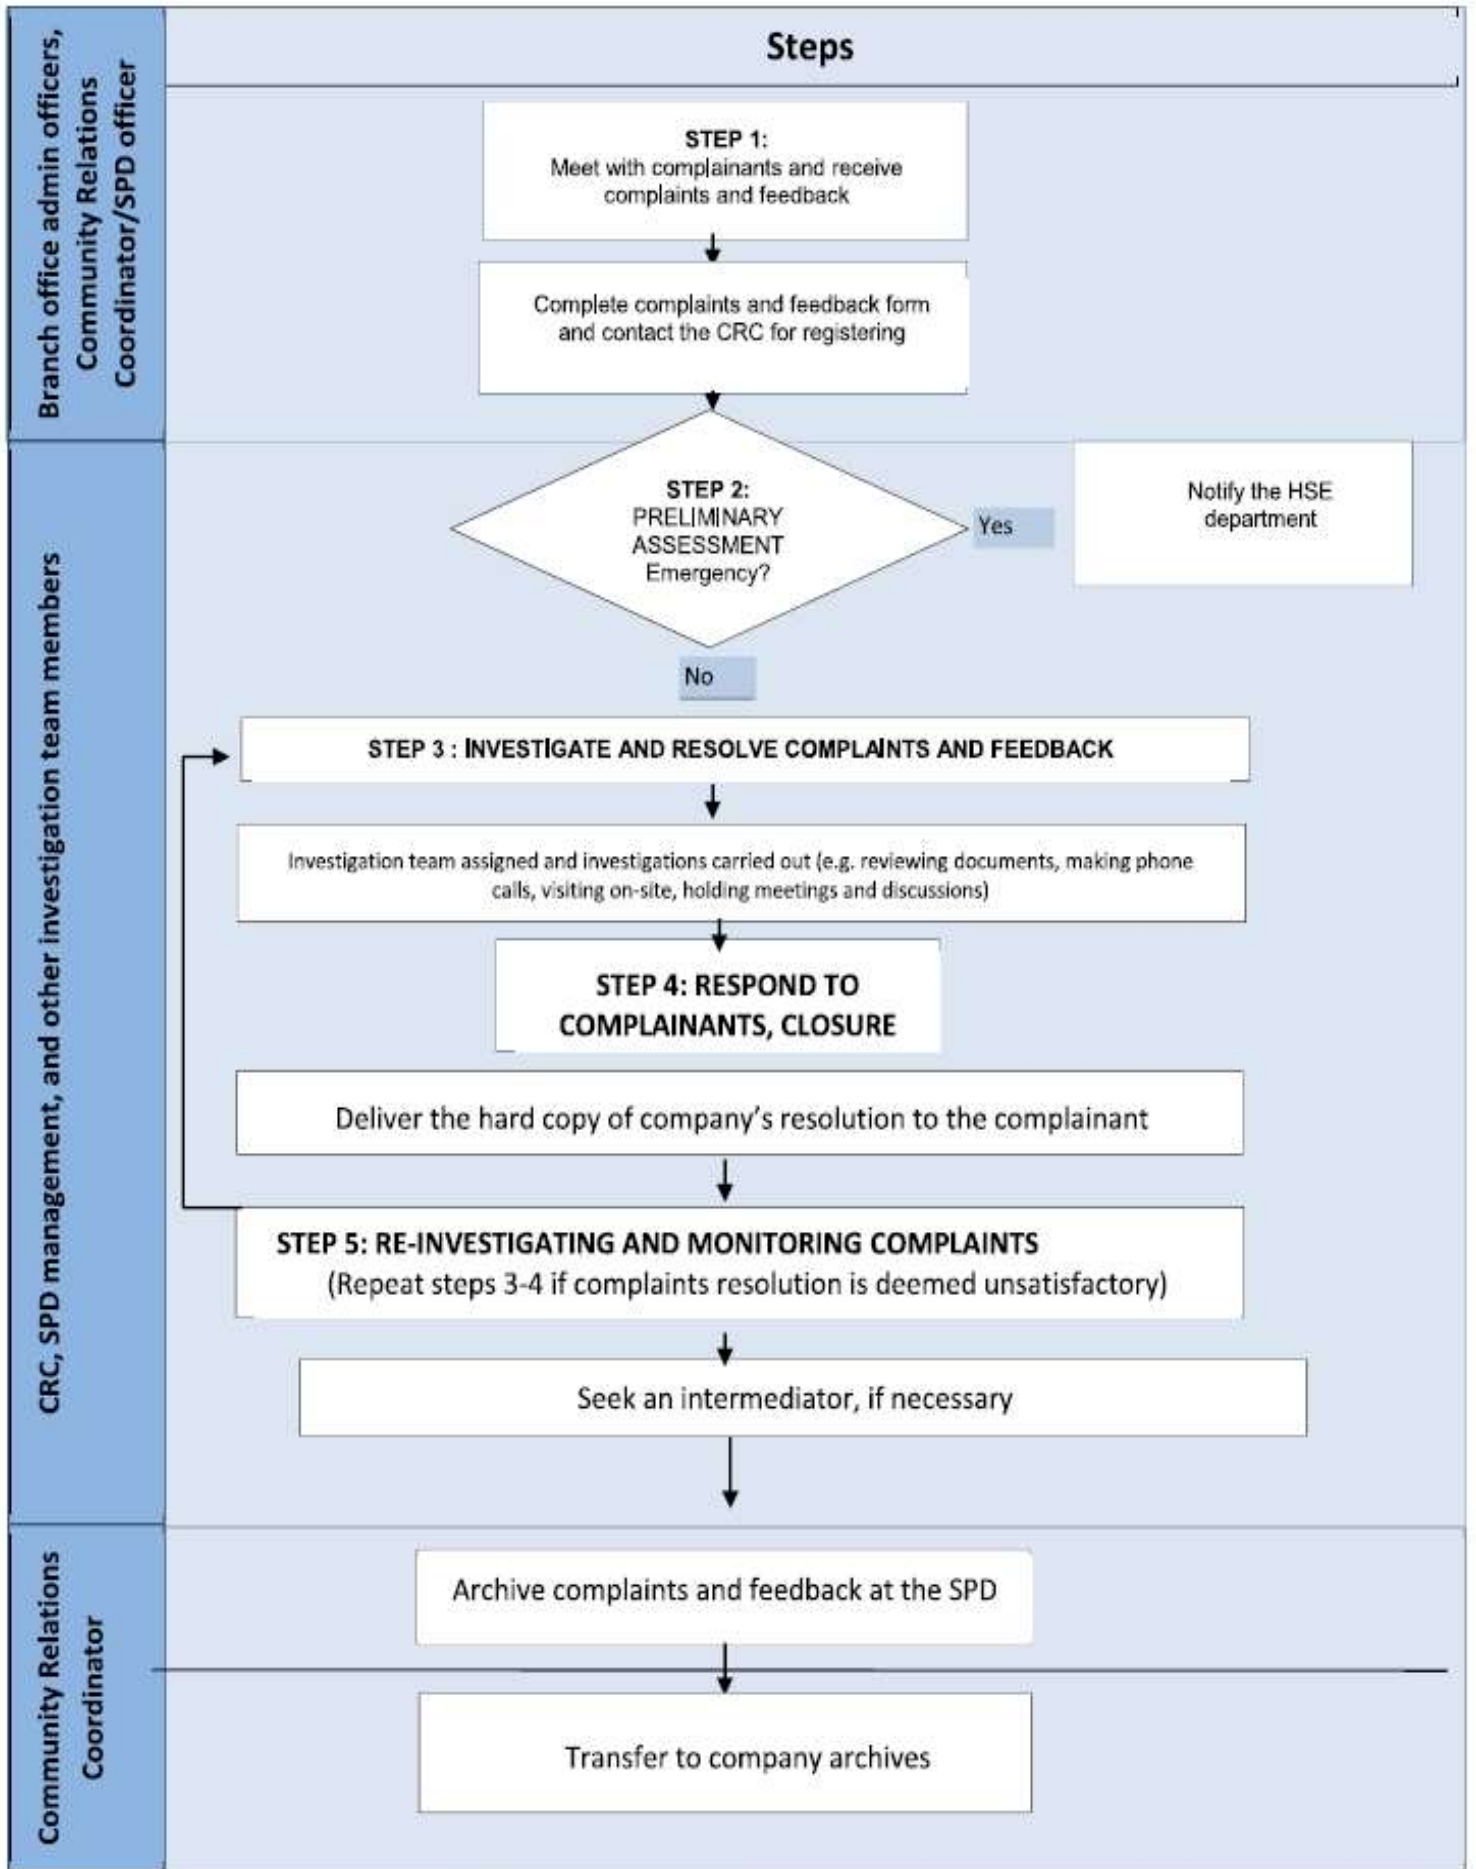 Steps
Branch office admin officers,
Community Relations
Coordinator/SPD officer
STEP 1:
Meet with complainants and receive
complaints and feedback
Complete complaints and feedback form
and contact the CRC for registering
CRC, SPD management, and other investigation team members
STEP 2:
PRELIMINARY
ASSESSMENT
Emergency?
Yes
Notify the HSE
department
No
STEP 3 : INVESTIGATE AND RESOLVE COMPLAINTS AND FEEDBACK
Investigation team assigned and investigations carried out (e.g. reviewing documents, making phone
calls, visiting on-site, holding meetings and discussions)
STEP 4: RESPOND TO
COMPLAINANTS, CLOSURE
Deliver the hard copy of company’s resolution to the complainant
STEP 5: RE-INVESTIGATING AND MONITORING COMPLAINTS
(Repeat steps 3-4 if complaints resolution is deemed unsatisfactory)
Seek an intermediator, if necessary
Community Relations
Coordinator
Archive complaints and feedback at the SPD
Transfer to company archives